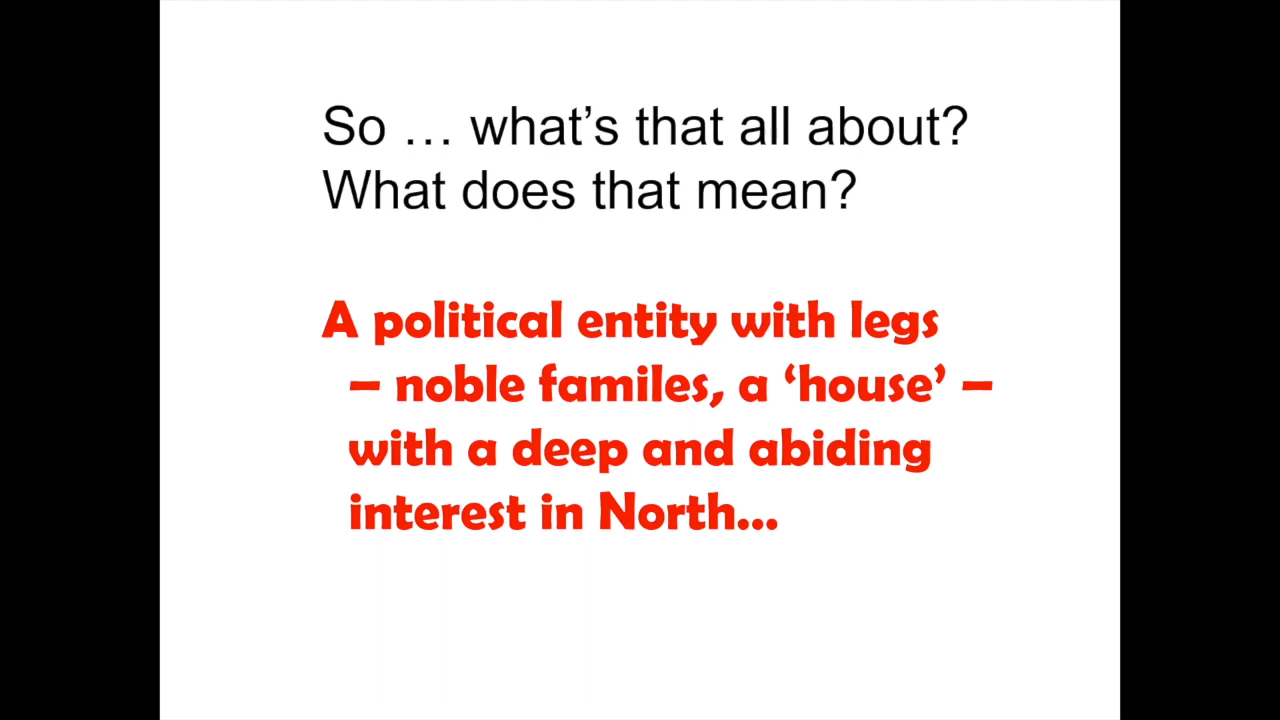 So … what’s that all about?
What does that mean?
A political entity with legs
– noble familes, a ‘house’ –
with a deep and abiding
interest in North...